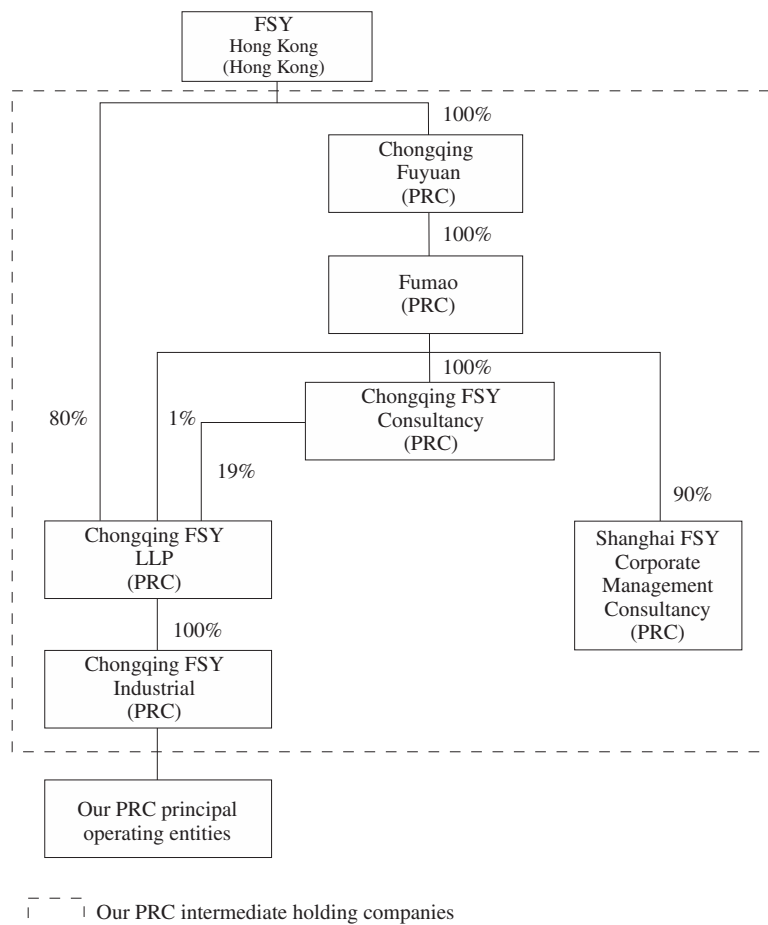 FSY
Hong Kong
(Hong Kong)
100%
Chongqing
Fuyuan
(PRC)
100%
Fumao
(PRC)
100%
Chongqing FSY
Consultancy
(PRC)
80%
1%
19%
90%
Chongqing FSY
LLP
(PRC)
Shanghai FSY
Corporate
Management
Consultancy
(PRC)
100%
Chongqing FSY
Industrial
(PRC)
Our PRC principal
operating entities
Our PRC intermediate holding companies